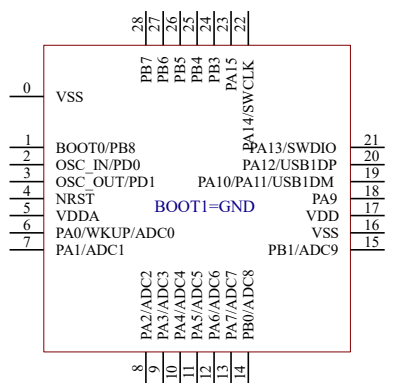 28 27 26 25 24 23 22
PB7 PB6 PB5 PB4 PB3 PA15 PA14/SWCLK
0 VSS
1 BOOT0/PB8 PA13/SWDIO 21
2 OSC_IN/PD0 PA12/USB1DP 20
3 OSC_OUT/PD1 PA10/PA11/USB1DM 19
4 NRST PA9 18
BOOT1=GND
5 VDDA VDD 17
6 PA0/WKUP/ADC0 VSS 16
7 PA1/ADC1 PB1/ADC9 15
PA2/ADC2 PA3/ADC3 PA4/ADC4 PA5/ADC5 PA6/ADC6 PA7/ADC7 PB0/ADC8
8 9 10 11 12 13 14